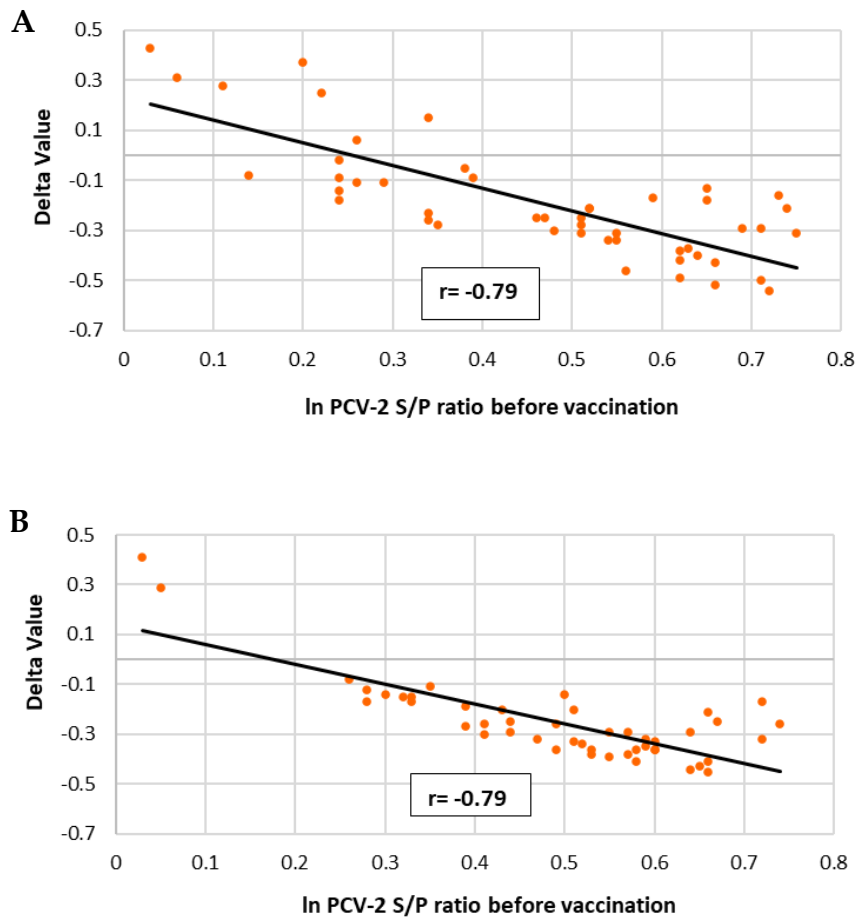 A
0.5
0.3
0.1
-0.1
-0.3
-0.5
-0.7
Delta Value
r= -0.79
0 0.1 0.2 0.3 0.4 0.5 0.6 0.7 0.8
ln PCV-2 S/P ratio before vaccination
B
0.5
0.3
0.1
-0.1
-0.3
-0.5
-0.7
Delta Value
r= -0.79
0 0.1 0.2 0.3 0.4 0.5 0.6 0.7 0.8
ln PCV-2 S/P ratio before vaccination